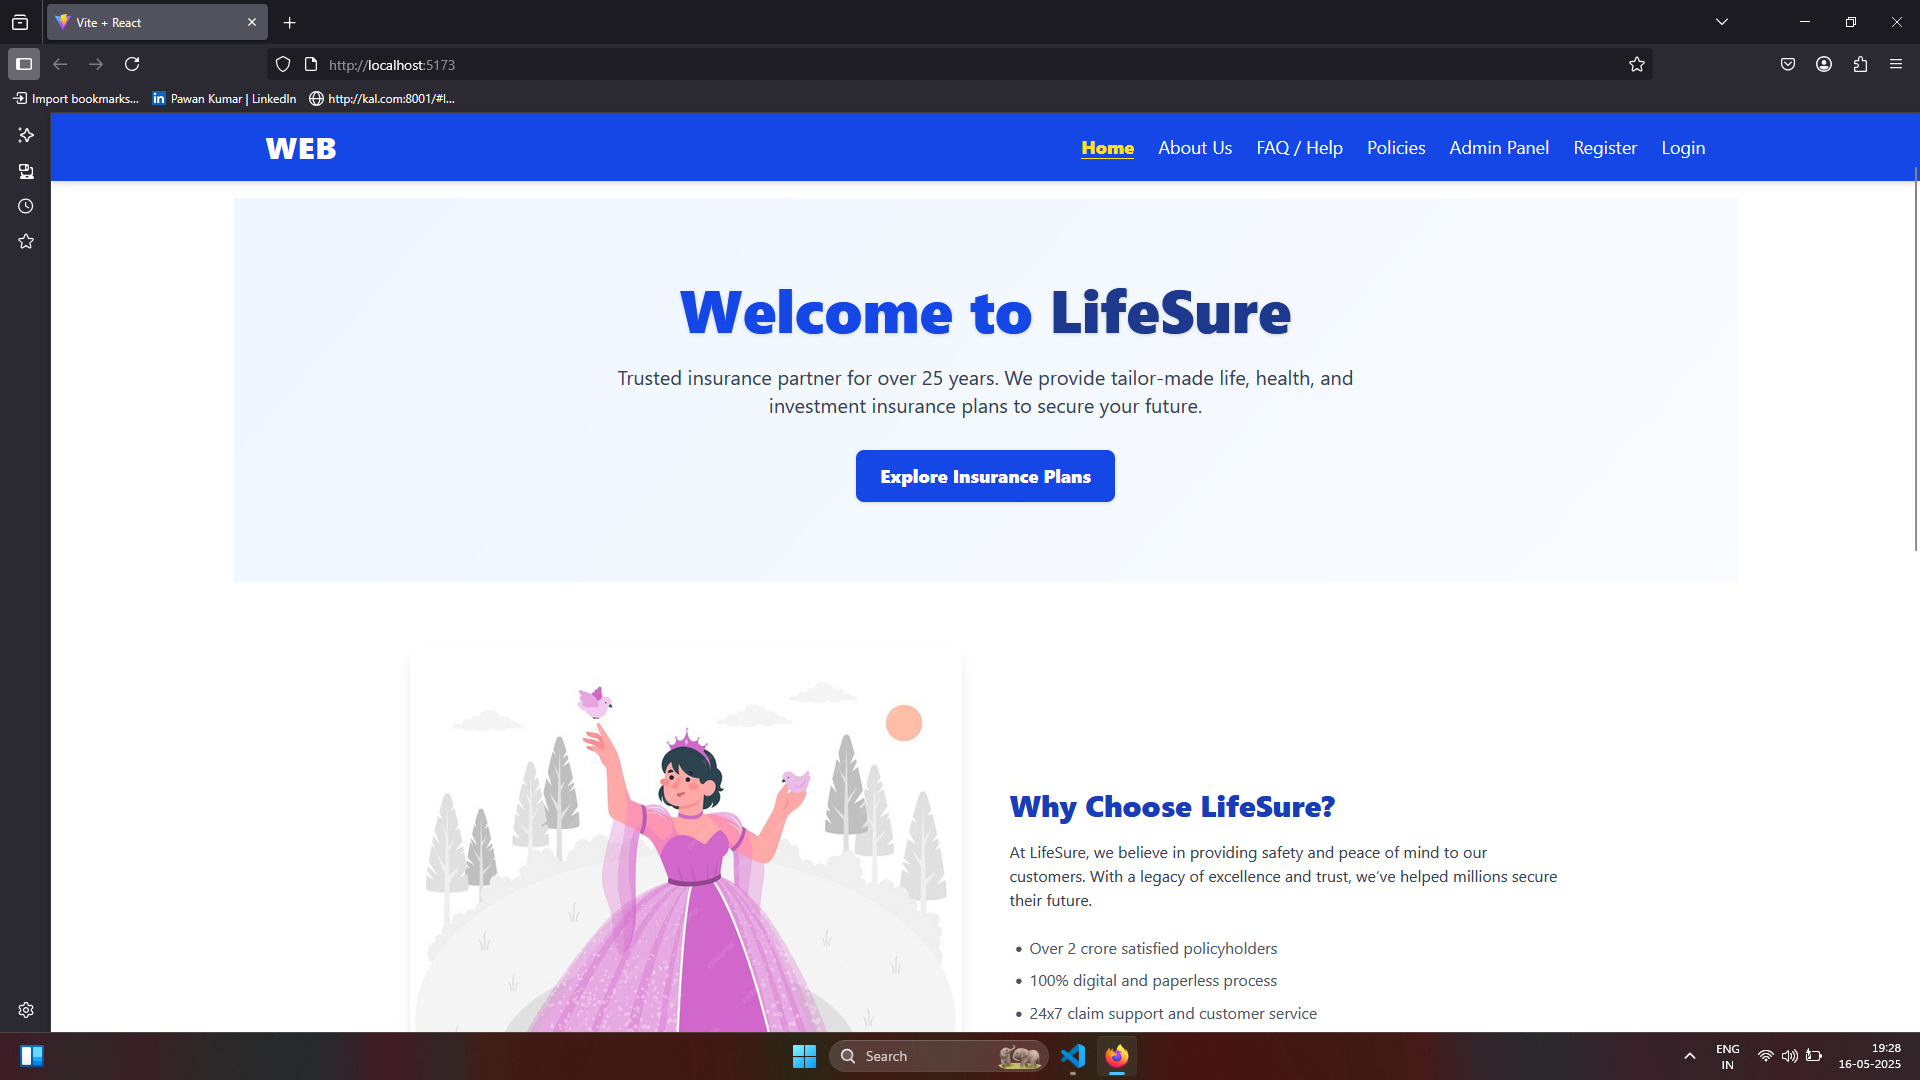 Vite + React
http://localhost:5173
Import bookmarks...
Pawan Kumar | LinkedIn
http://kal.com:8001/#l...
WEB
Home
About Us
FAQ / Help
Policies
Admin Panel
Register
Login
Welcome to LifeSure
Trusted insurance partner for over 25 years. We provide tailor-made life, health, and
investment insurance plans to secure your future.
Explore Insurance Plans
Why Choose LifeSure?
At LifeSure, we believe in providing safety and peace of mind to our
customers. With a legacy of excellence and trust, we’ve helped millions secure
their future.
• Over 2 crore satisfied policyholders
• 100% digital and paperless process
• 24x7 claim support and customer service
Search
ENG
IN
19:28
16-05-2025